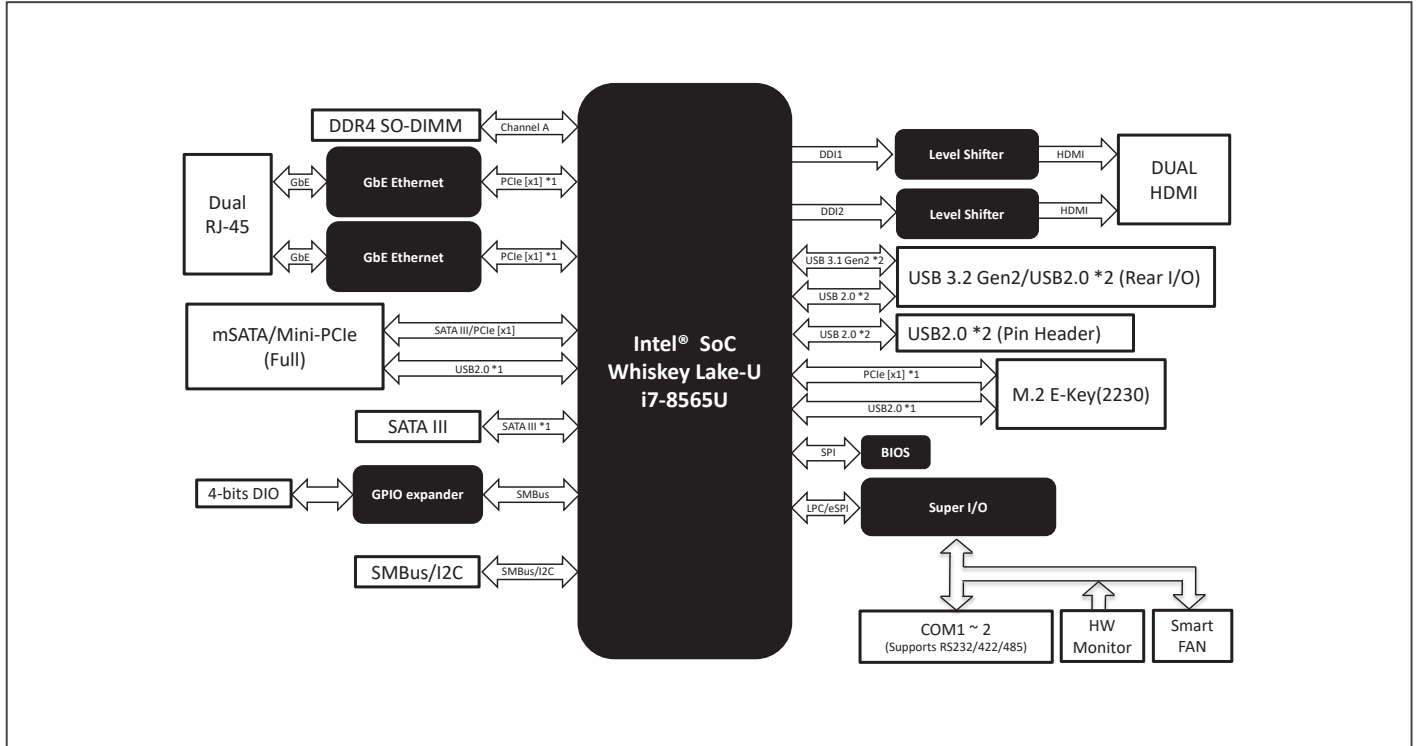 DDR4 SO-DIMM
Channel A
Dual
RJ-45
GbE
GbE Ethernet
PCIe [x1] *1
GbE
GbE Ethernet
PCIe [x1] *1
mSATA/Mini-PCIe
(Full)
SATA III/PCIe [x1]
USB2.0 *1
SATA III
SATA III *1
4-bits DIO
GPIO expander
SMBus
SMBus/I2C
SMBus/I2C
Intel® SoC
Whiskey Lake-U
i7-8565U
DDI1
Level Shifter
HDMI
DUAL
HDMI
DDI2
Level Shifter
HDMI
USB 3.1 Gen2 *2
USB 2.0 *2
USB 3.2 Gen2/USB2.0 *2 (Rear I/O)
USB 2.0 *2
USB2.0 *2 (Pin Header)
PCIe [x1] *1
USB2.0 *1
M.2 E-Key(2230)
SPI
BIOS
LPC/eSPI
Super I/O
COM1 ~ 2
(Supports RS232/422/485)
HW
Monitor
Smart
FAN